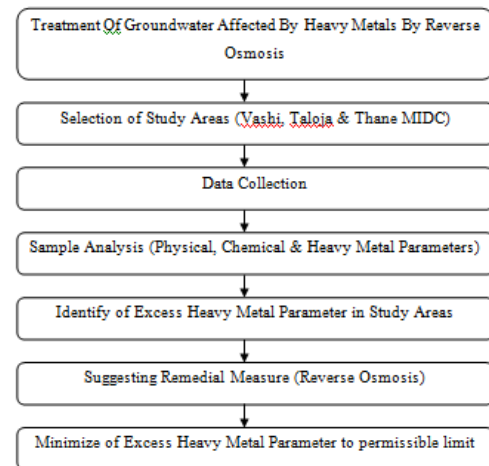 Treatment Of Groundwater Affected By Heavy Metals By Reverse
Osmosis
Selection of Study Areas (Vashi, Taloja & Thane MIDC)
Data Collection
Sample Analysis (Physical, Chemical & Heavy Metal Parameters)
Identify of Excess Heavy Metal Parameter in Study Areas
Suggesting Remedial Measure (Reverse Osmosis)
Minimize of Excess Heavy Metal Parameter to permissible limit